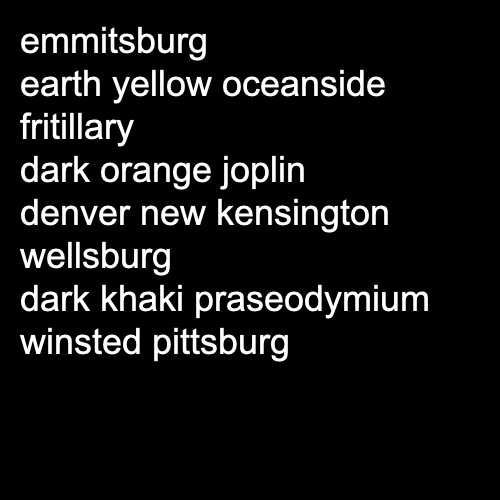 emmitsburg
earth yellow oceanside
fritillary
dark orange joplin
denver new kensington
wellsburg
dark khaki praseodymium
winsted pittsburg